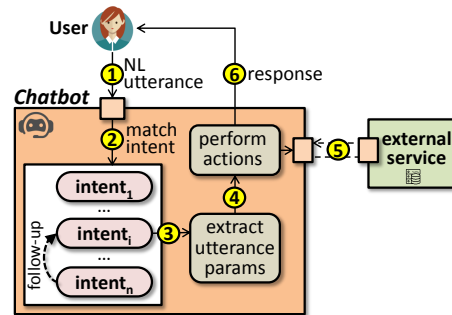 User
1 NL
utterance
6 response
Chatbot
2 match
intent
perform
actions
5
external
service
intent1
...
intenti
3
4
extract
utterance
params
...
intentn
follow-up